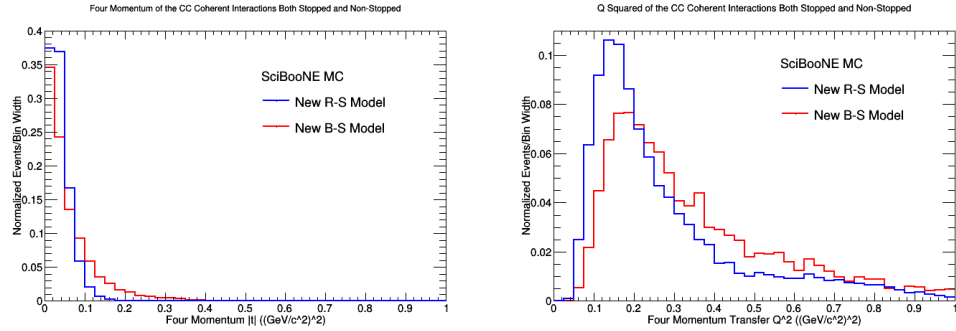 Four Momentum of the CC Coherent Interactions Both Stopped and Non-Stopped
Normalized Events/Bin Width
0.4
0.35
0.3
0.25
0.2
0.15
0.1
0.05
0
SciBooNE MC
New R-S Model
New B-S Model
0 0.1 0.2 0.3 0.4 0.5 0.6 0.7 0.8 0.9 1
Four Momentum |t| ((GeV/c^2)^2)
Q Squared of the CC Coherent Interactions Both Stopped and Non-Stopped
Normalized Events/Bin Width
0.1
0.08
0.06
0.04
0.02
0
SciBooNE MC
New R-S Model
New B-S Model
0 0.1 0.2 0.3 0.4 0.5 0.6 0.7 0.8 0.9 1
Four Momentum Transfer Q^2 ((GeV/c^2)^2)